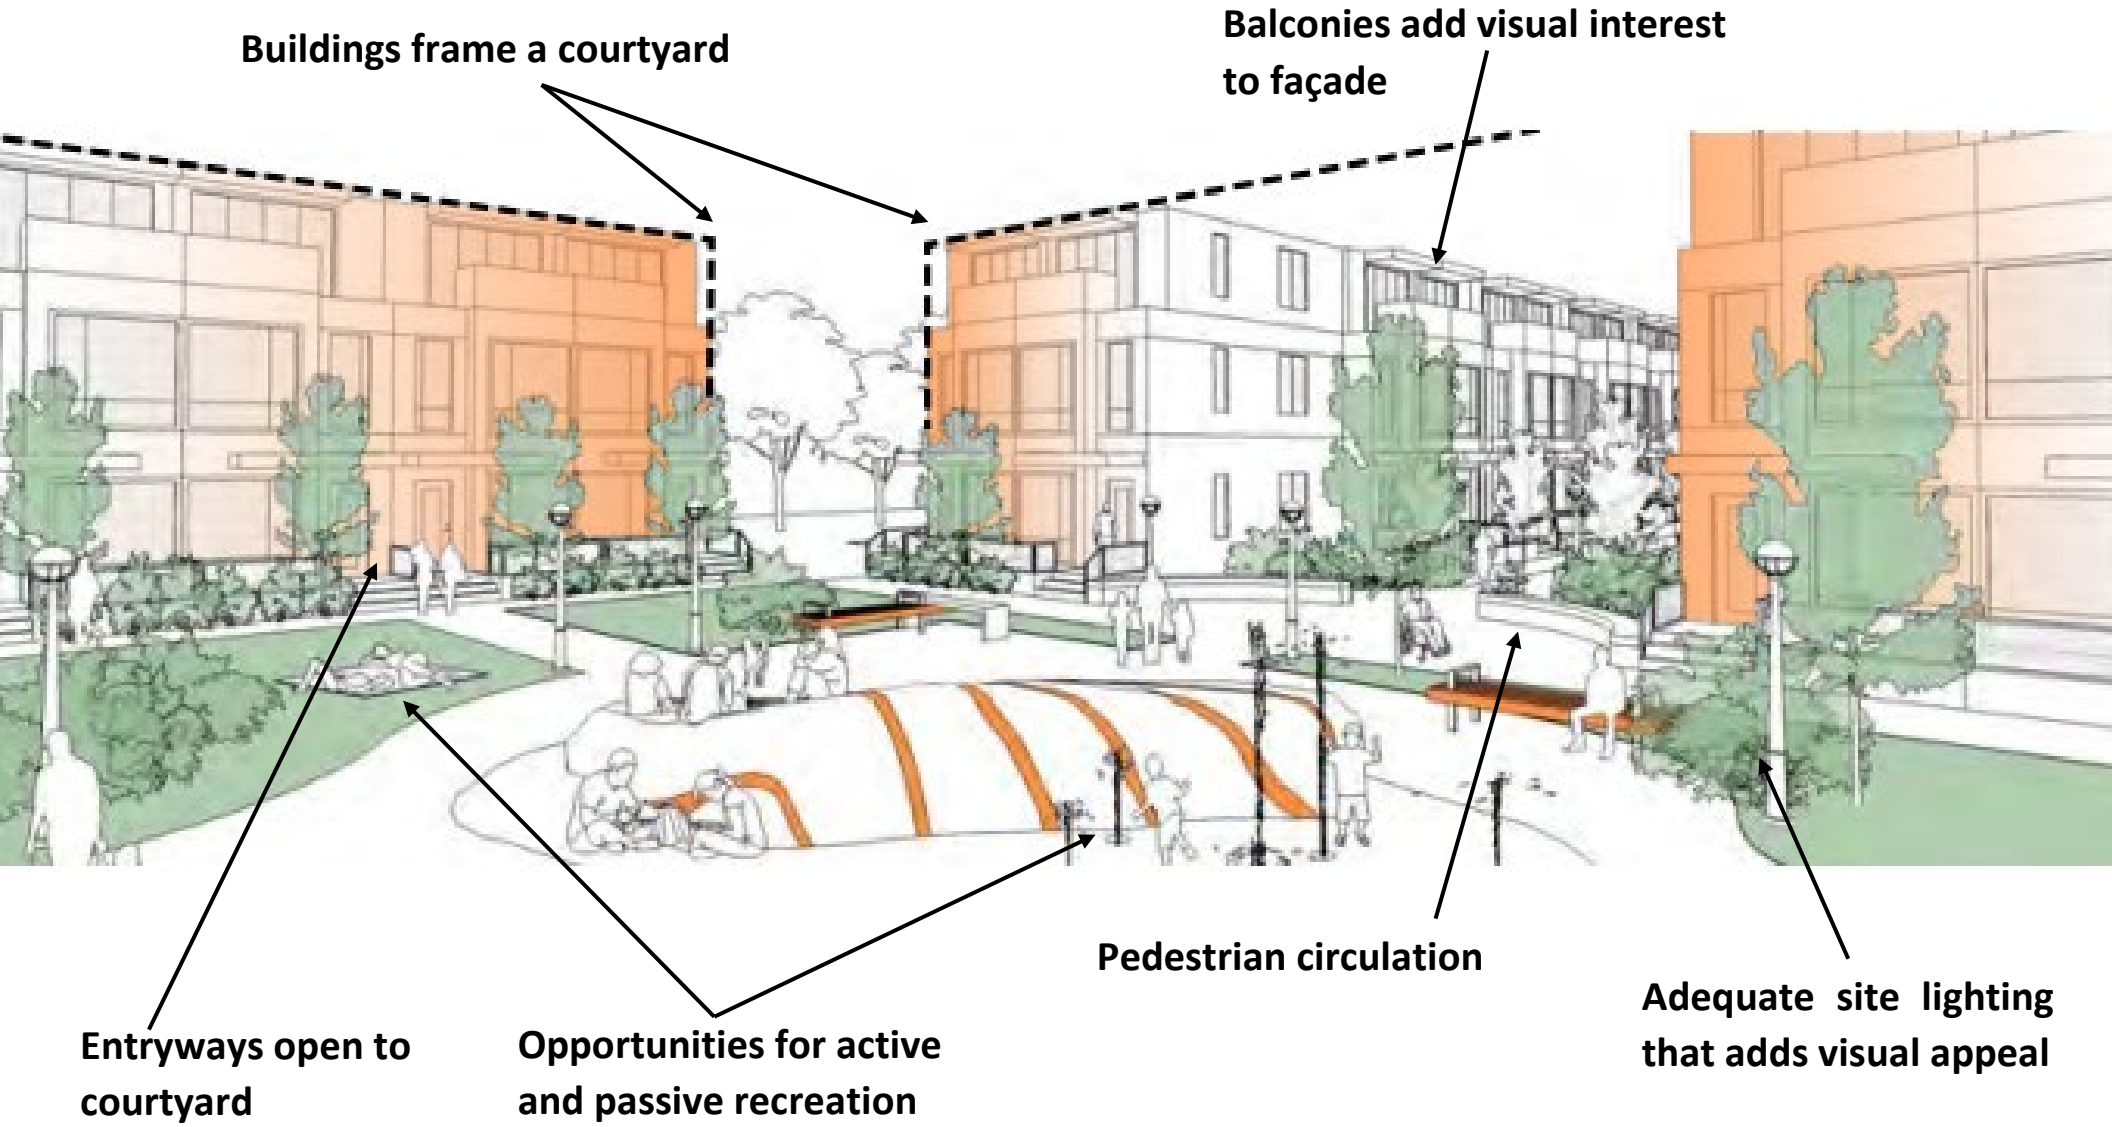 Buildings frame a courtyard
Balconies add visual interest
to façade
Pedestrian circulation
Adequate site lighting
that adds visual appeal
Entryways open to
courtyard
Opportunities for active
and passive recreation